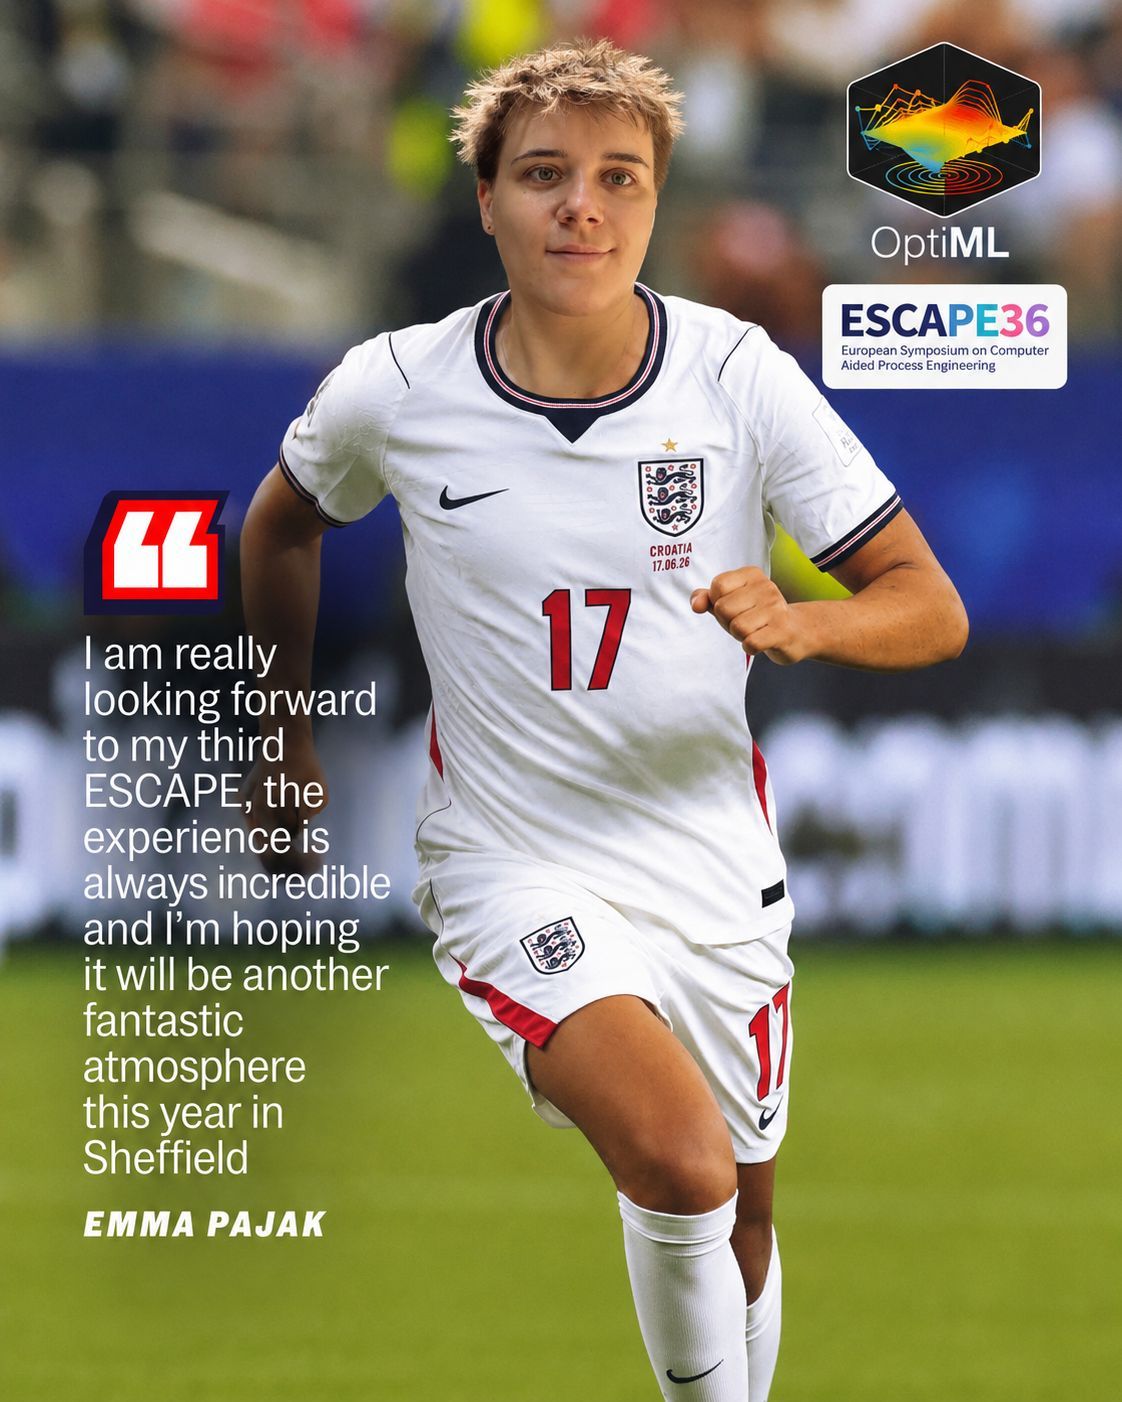 OptiML
ESCAPE36
European Symposium on Computer
Aided Process Engineering
CROATIA
17.06.26
17
17
“
I am really
looking forward
to my third
ESCAPE, the
experience is
always incredible
and I’m hoping
it will be another
fantastic
atmosphere
this year in
Sheffield
EMMA PAJAK